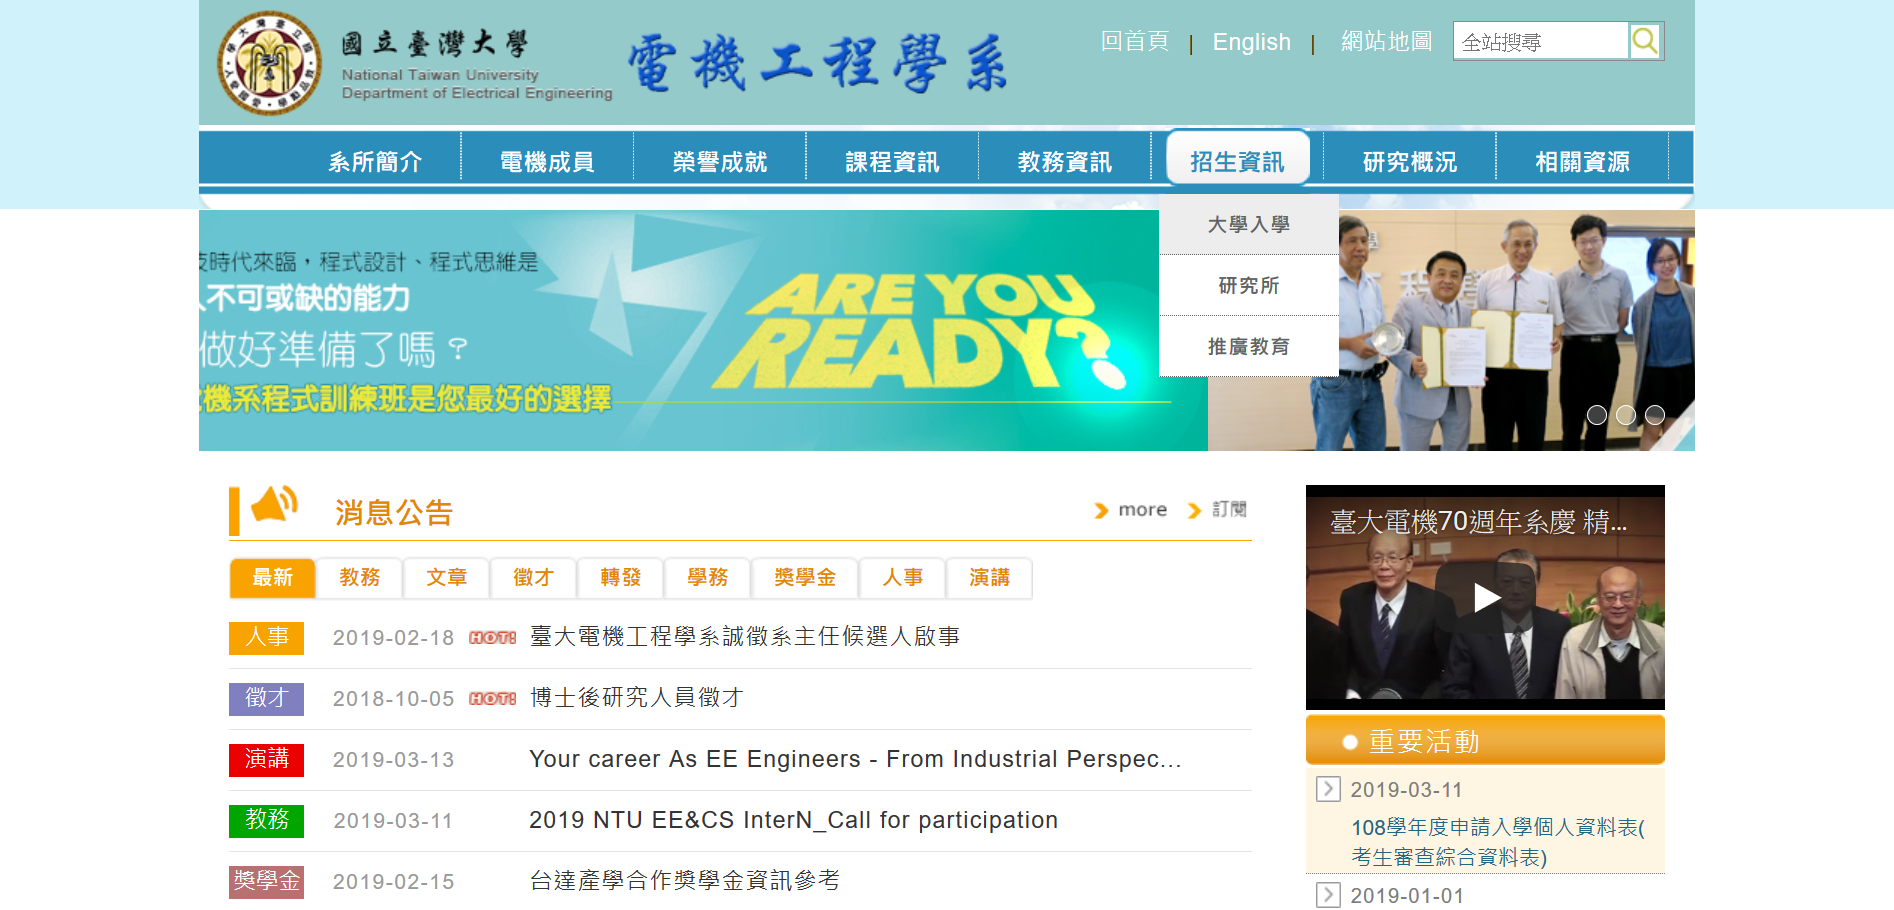 國立臺灣大學
National Taiwan University
Department of Electrical Engineering
電機工程學系
回首頁 | English | 網站地圖
全站搜尋
系所簡介 電機成員 榮譽成就 課程資訊 教務資訊 招生資訊 研究概況 相關資源
大學入學
研究所
推廣教育
時代來臨，程式設計、程式思維是
不可或缺的能力
做好準備了嗎？
機系程式訓練班是您最好的選擇
ARE YOU
READY?
消息公告
more 訂閱
最新 教務 文章 徵才 轉發 學務 獎學金 人事 演講
人事 2019-02-18 HOT! 臺大電機工程學系誠徵系主任候選人啟事
徵才 2018-10-05 HOT! 博士後研究人員徵才
演講 2019-03-13 Your career As EE Engineers - From Industrial Perspec...
教務 2019-03-11 2019 NTU EE&CS InterN_Call for participation
獎學金 2019-02-15 台達產學合作獎學金資訊參考
臺大電機70週年系慶 精...
重要活動
2019-03-11
108學年度申請入學個人資料表(
考生審查綜合資料表)
2019-01-01